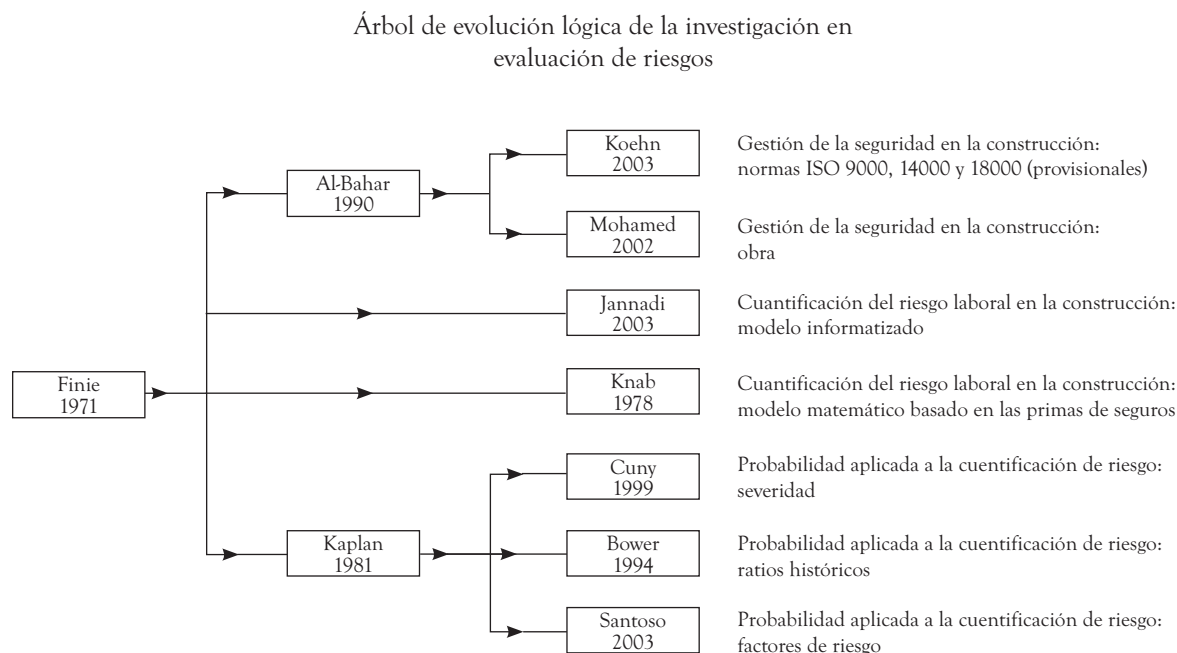 Árbol de evolución lógica de la investigación en
evaluación de riesgos
Koehn
2003
Gestión de la seguridad en la construcción:
normas ISO 9000, 14000 y 18000 (provisionales)
Al-Bahar
1990
Mohamed
2002
Gestión de la seguridad en la construcción:
obra
Jannadi
2003
Cuantificación del riesgo laboral en la construcción:
modelo informatizado
Finie
1971
Knab
1978
Cuantificación del riesgo laboral en la construcción:
modelo matemático basado en las primas de seguros
Cuny
1999
Probabilidad aplicada a la cuentificación de riesgo:
severidad
Kaplan
1981
Bower
1994
Probabilidad aplicada a la cuentificación de riesgo:
ratios históricos
Santoso
2003
Probabilidad aplicada a la cuentificación de riesgo:
factores de riesgo